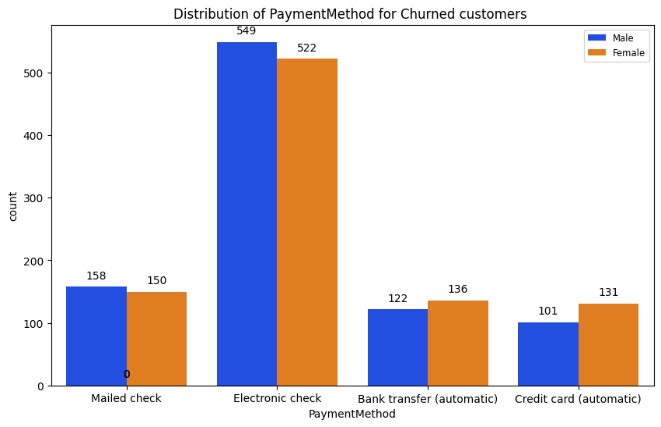 Distribution of PaymentMethod for Churned customers
Male
Female
count
500
400
300
200
100
0
549
522
158
150
122
136
101
131
0
Mailed check
Electronic check
Bank transfer (automatic)
Credit card (automatic)
PaymentMethod